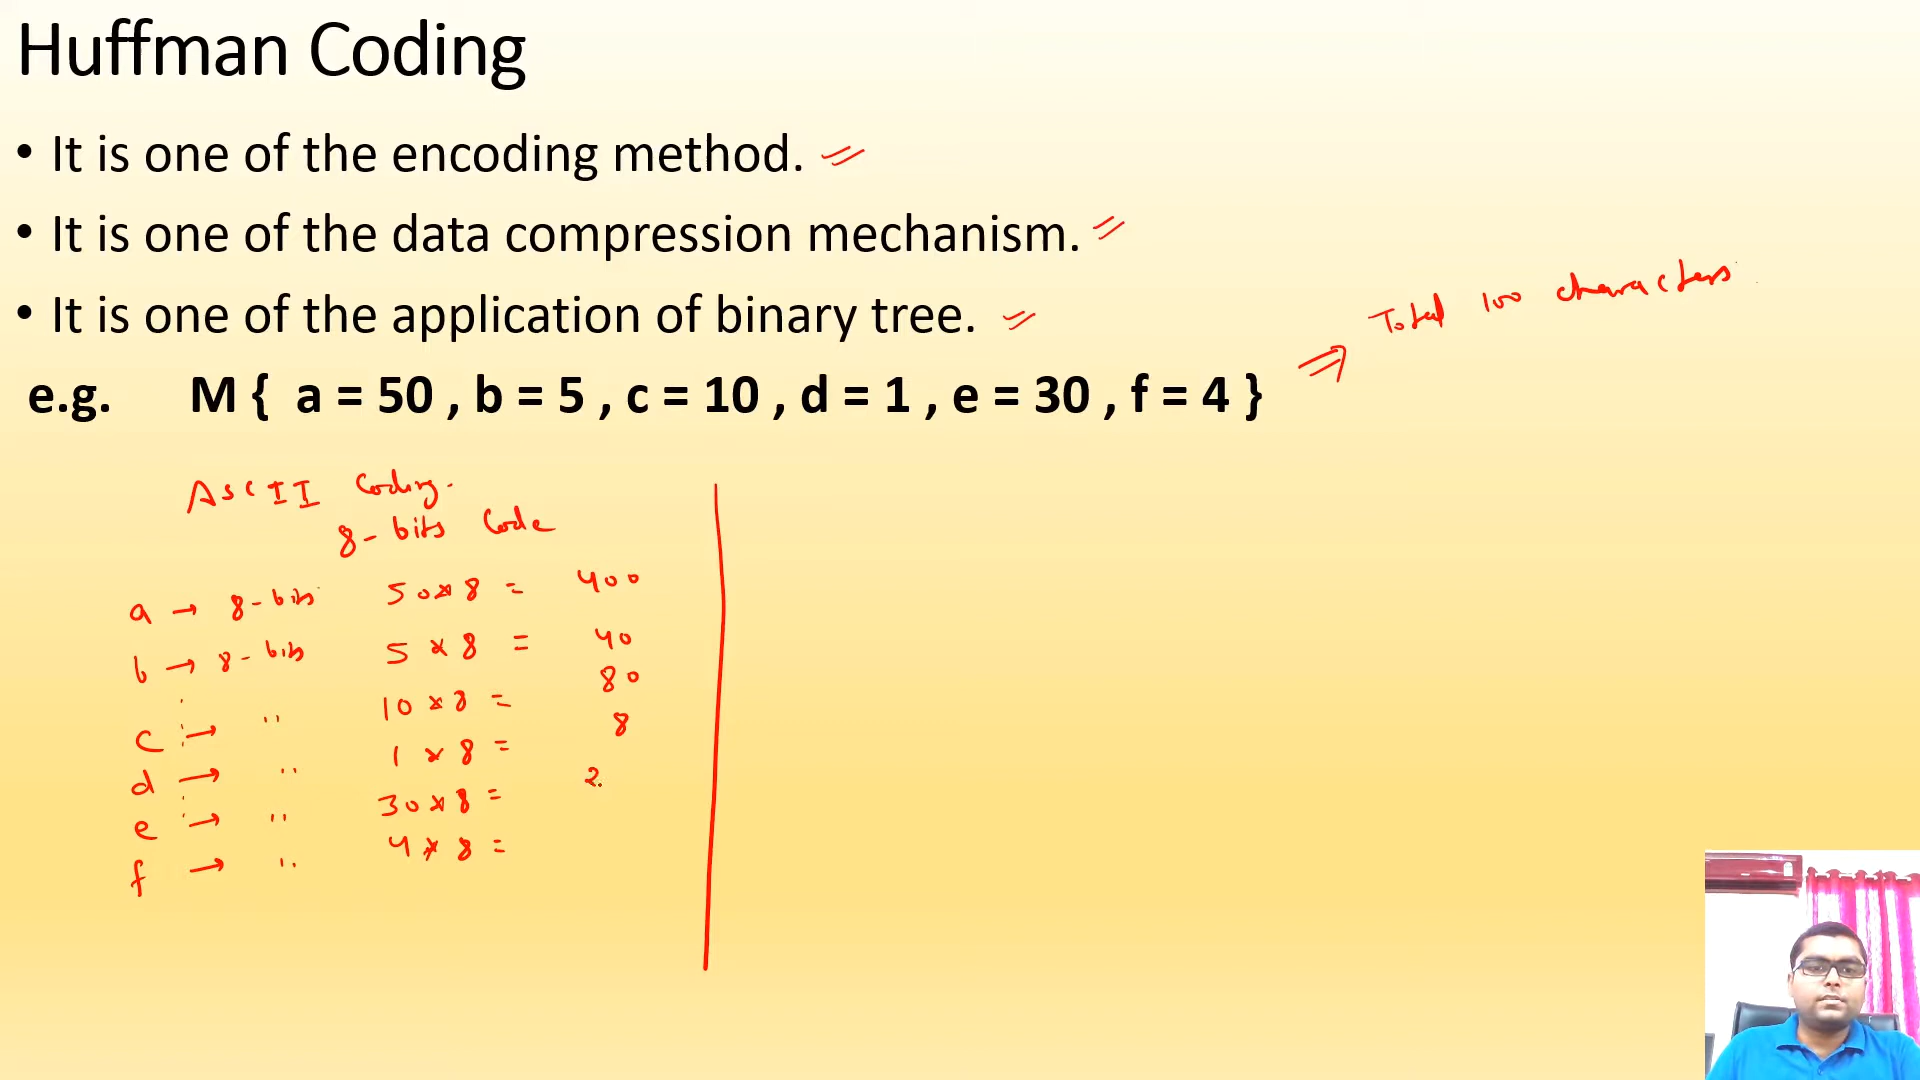 Huffman Coding
• It is one of the encoding method.
• It is one of the data compression mechanism.
• It is one of the application of binary tree.
Total 100 characters
e.g. M { a = 50 , b = 5 , c = 10 , d = 1 , e = 30 , f = 4 } ⇒
ASCII Coding.
8-bits Code
a → 8-bits 50*8 = 400
b → 8-bits 5*8 = 40
c → " 10*8 = 80
d → " 1*8 = 8
e → " 30*8 = 2
f → " 4*8 =